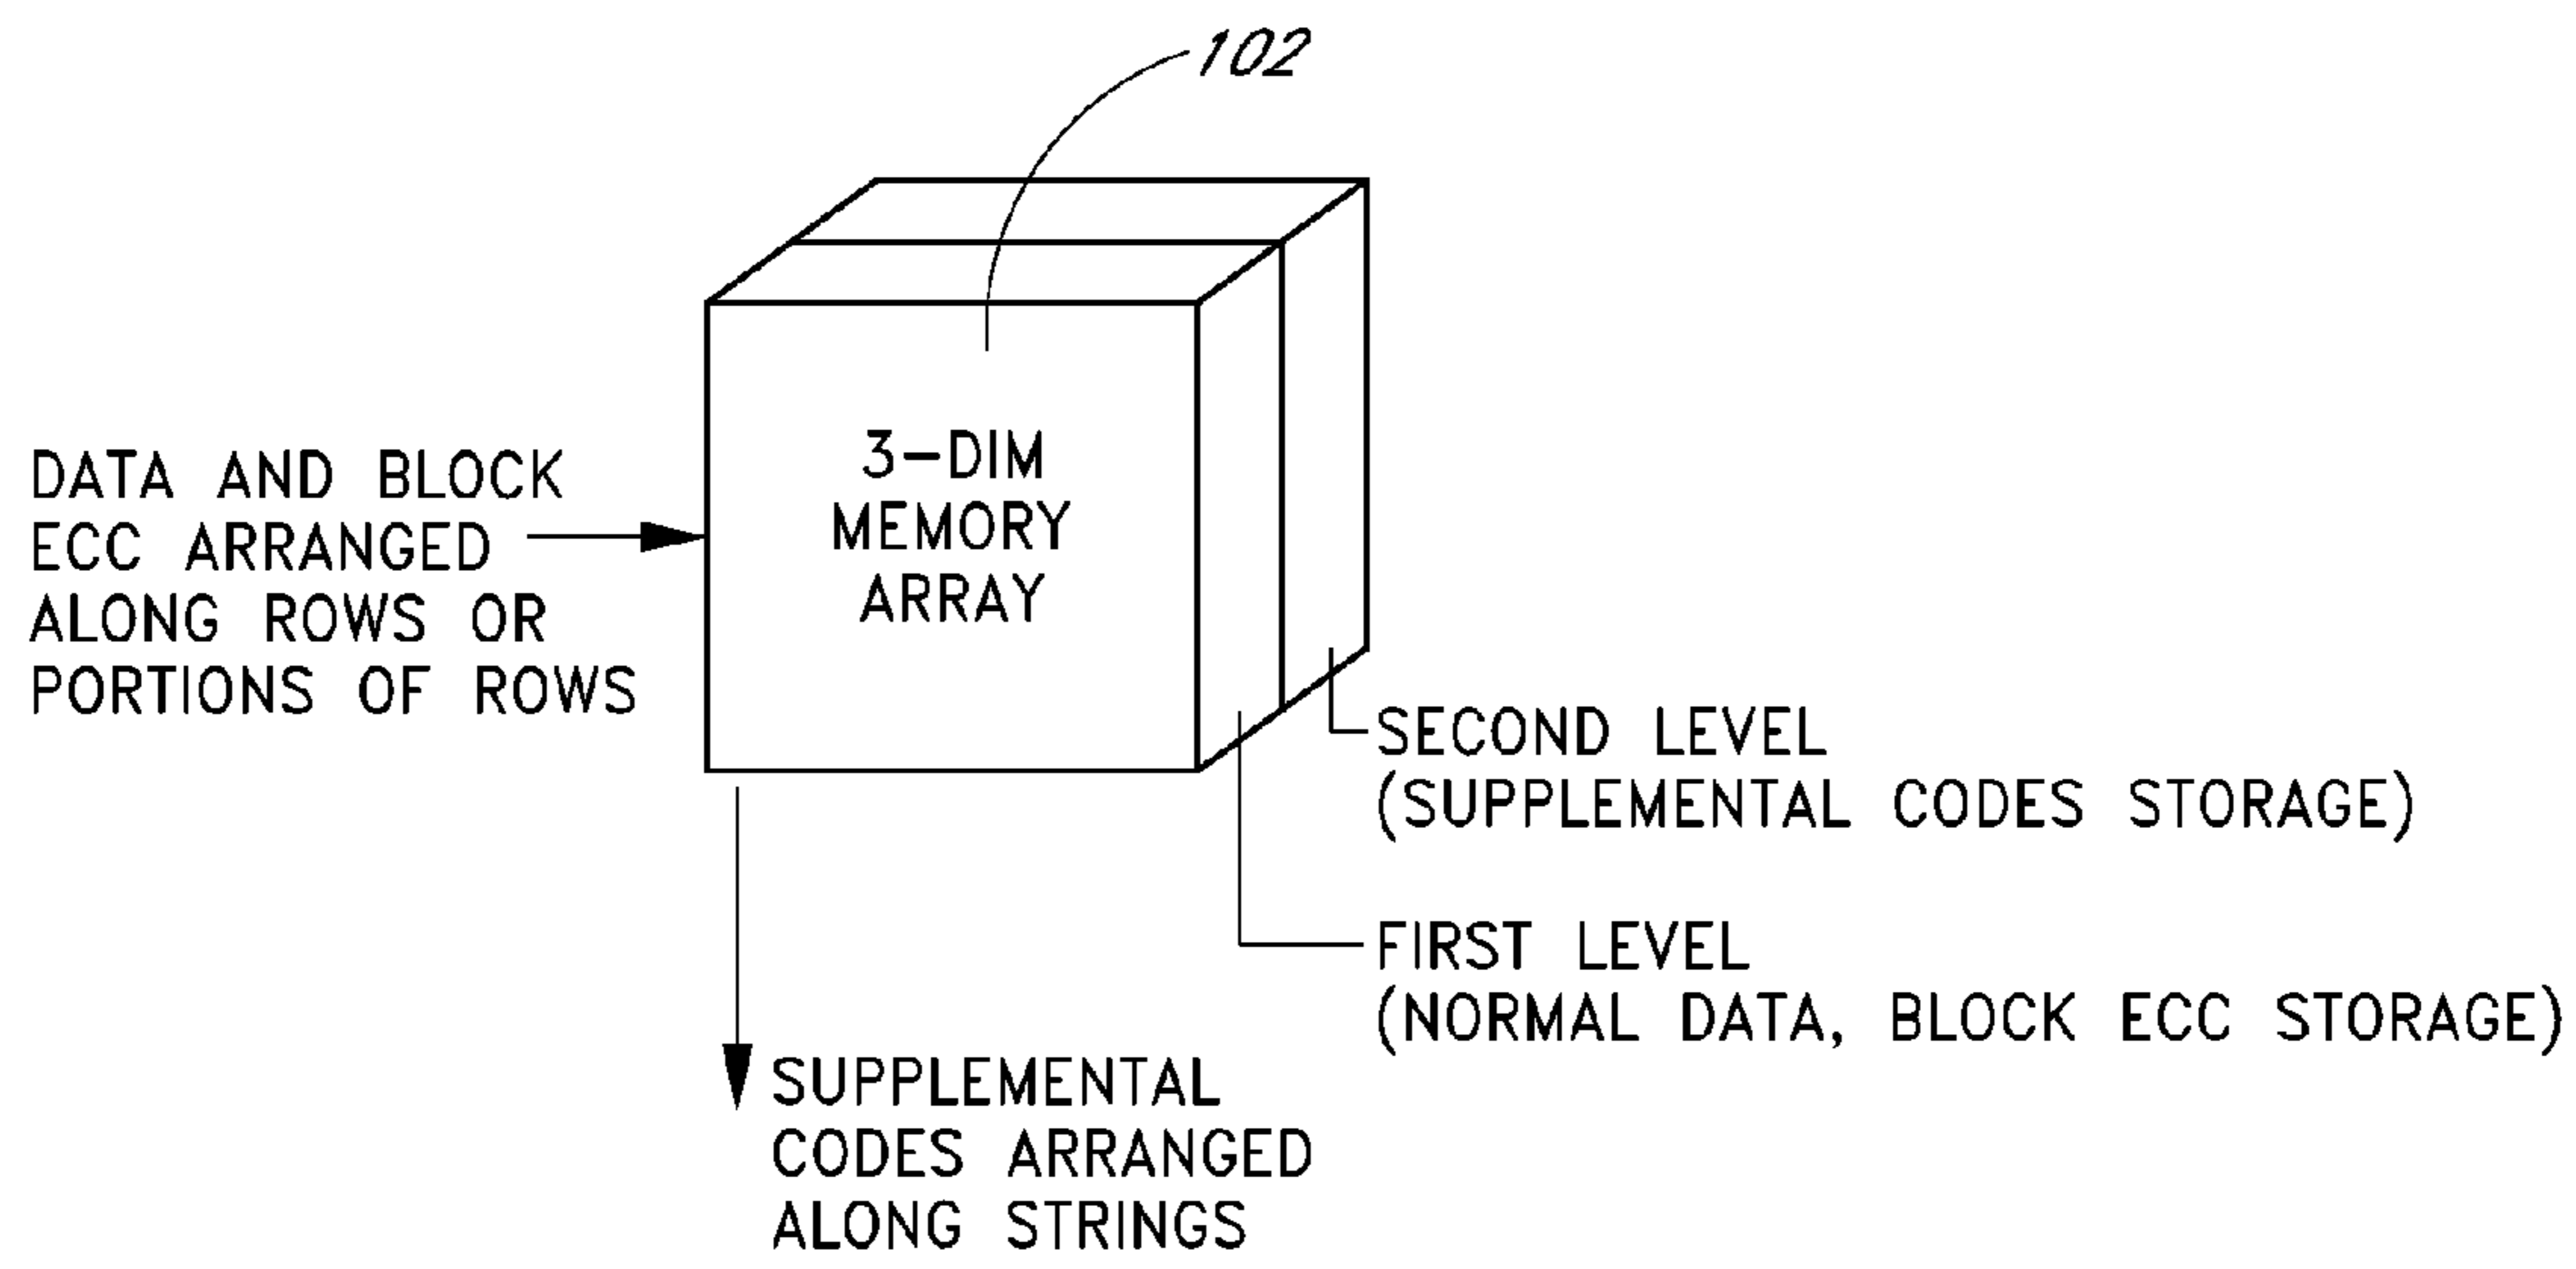 102
3-DIM
MEMORY
ARRAY
DATA AND BLOCK
ECC ARRANGED
ALONG ROWS OR
PORTIONS OF ROWS
SECOND LEVEL
(SUPPLEMENTAL CODES STORAGE)
FIRST LEVEL
(NORMAL DATA, BLOCK ECC STORAGE)
SUPPLEMENTAL
CODES ARRANGED
ALONG STRINGS